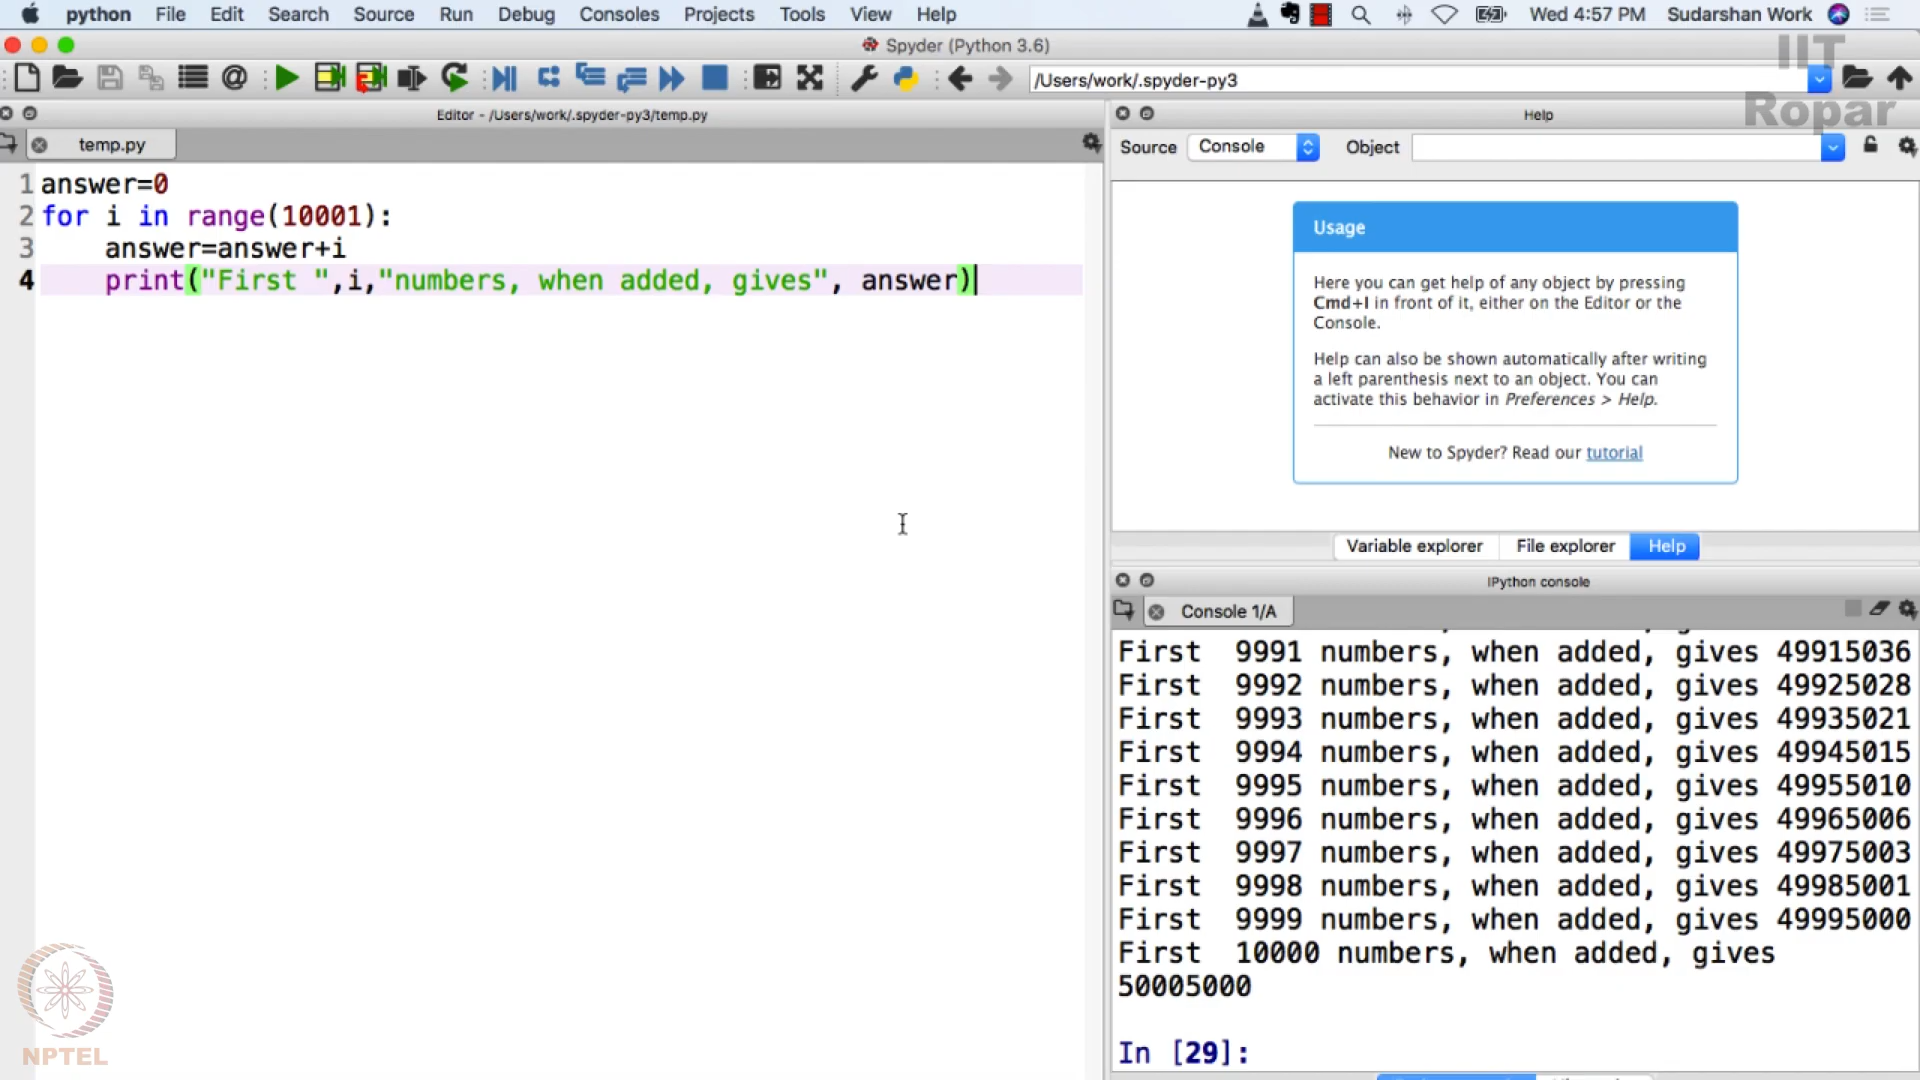 python File Edit Search Source Run Debug Consoles Projects Tools View Help Wed 4:57 PM Sudarshan Work
Spyder (Python 3.6)
IIT
Ropar
/Users/work/.spyder-py3
Editor - /Users/work/.spyder-py3/temp.py
temp.py
1 answer=0
2 for i in range(10001):
3 answer=answer+i
4 print("First ",i,"numbers, when added, gives", answer)
Help
Source Console Object
Usage
Here you can get help of any object by pressing
Cmd+I in front of it, either on the Editor or the
Console.
Help can also be shown automatically after writing
a left parenthesis next to an object. You can
activate this behavior in Preferences > Help.
New to Spyder? Read our tutorial
Variable explorer File explorer Help
IPython console
Console 1/A
First  9991 numbers, when added, gives 49915036
First  9992 numbers, when added, gives 49925028
First  9993 numbers, when added, gives 49935021
First  9994 numbers, when added, gives 49945015
First  9995 numbers, when added, gives 49955010
First  9996 numbers, when added, gives 49965006
First  9997 numbers, when added, gives 49975003
First  9998 numbers, when added, gives 49985001
First  9999 numbers, when added, gives 49995000
First  10000 numbers, when added, gives
50005000
In [29]:
NPTEL